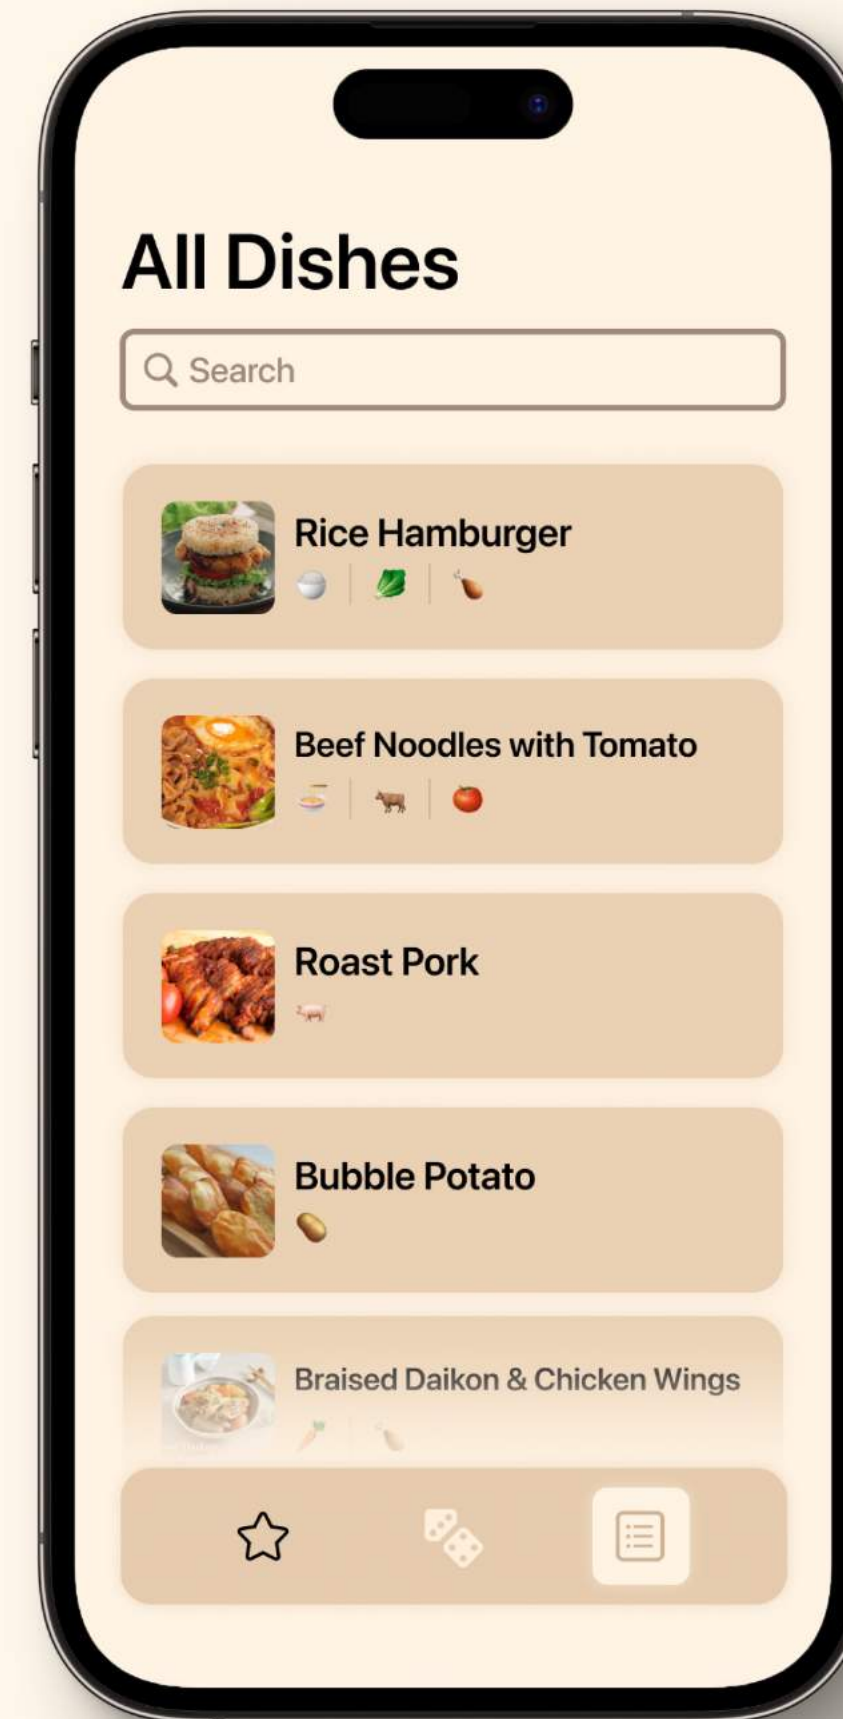 All Dishes
Search
Rice Hamburger
Beef Noodles with Tomato
Roast Pork
Bubble Potato
Braised Daikon & Chicken Wings